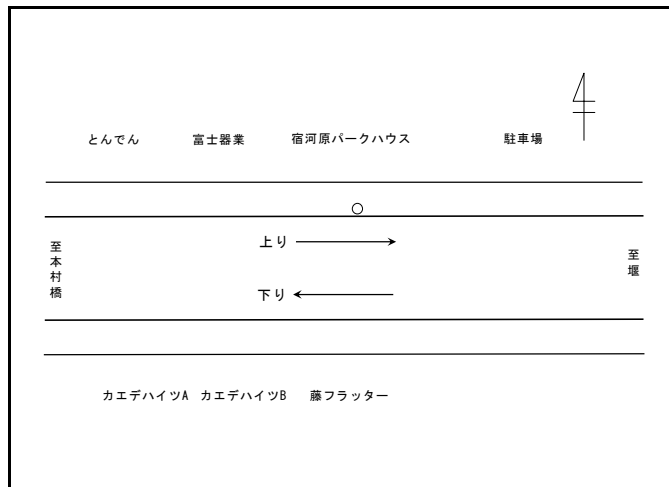 とんでん 富士器業 宿河原パークハウス 駐車場
上り
至本村橋
至堰
下り
カエデハイツA カエデハイツB 藤フラッター